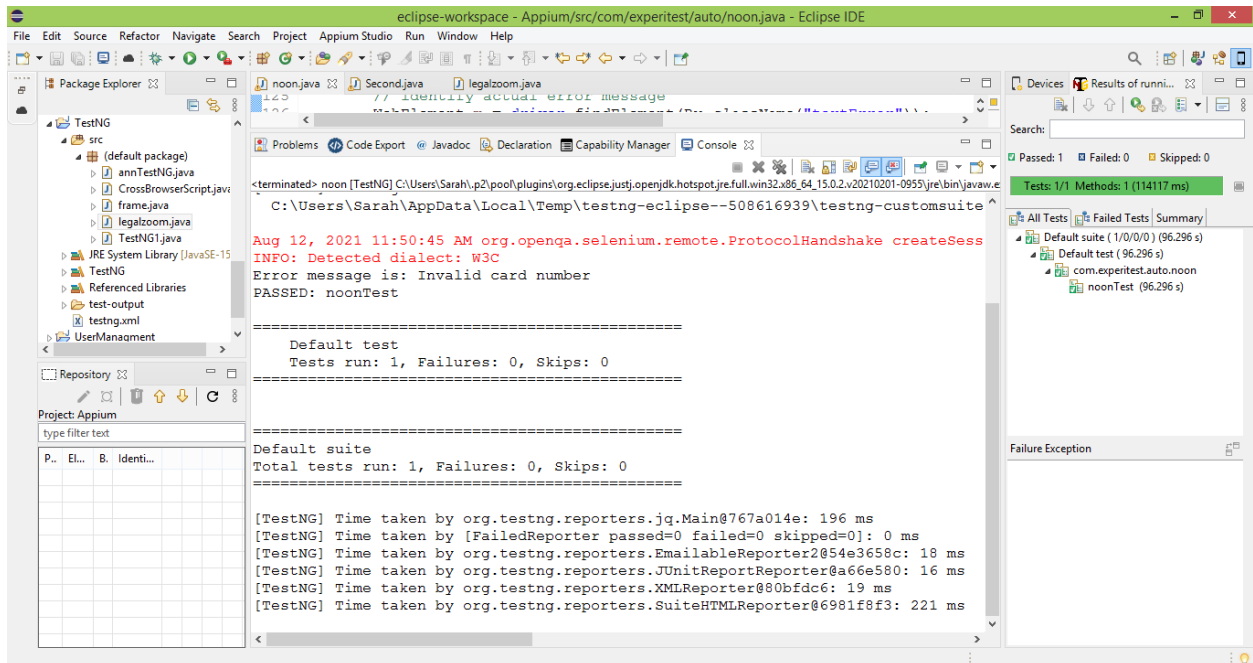 eclipse-workspace - Appium/src/com/experitest/auto/noon.java - Eclipse IDE
File Edit Source Refactor Navigate Search Project Appium Studio Run Window Help
Package Explorer
TestNG
src
(default package)
annTestNG.java
CrossBrowserScript.java
frame.java
legalzoom.java
TestNG1.java
JRE System Library [JavaSE-15
TestNG
Referenced Libraries
test-output
testng.xml
UserManagment
Repository
Project: Appium
type filter text
P.. El... B. Identi...
noon.java Second.java legalzoom.java
125 // identify actual error message
Problems Code Export @ Javadoc Declaration Capability Manager Console
<terminated> noon [TestNG] C:\Users\Sarah\.p2\pool\plugins\org.eclipse.justj.openjdk.hotspot.jre.full.win32.x86_64_15.0.2.v20210201-0955\jre\bin\javaw.e
C:\Users\Sarah\AppData\Local\Temp\testng-eclipse--508616939\testng-customsuite
Aug 12, 2021 11:50:45 AM org.openqa.selenium.remote.ProtocolHandshake createSess
INFO: Detected dialect: W3C
Error message is: Invalid card number
PASSED: noonTest
===============================================
Default test
Tests run: 1, Failures: 0, Skips: 0
===============================================
===============================================
Default suite
Total tests run: 1, Failures: 0, Skips: 0
===============================================
[TestNG] Time taken by org.testng.reporters.jq.Main@767a014e: 196 ms
[TestNG] Time taken by [FailedReporter passed=0 failed=0 skipped=0]: 0 ms
[TestNG] Time taken by org.testng.reporters.EmailableReporter2@54e3658c: 18 ms
[TestNG] Time taken by org.testng.reporters.JUnitReportReporter@a66e580: 16 ms
[TestNG] Time taken by org.testng.reporters.XMLReporter@80bfdc6: 19 ms
[TestNG] Time taken by org.testng.reporters.SuiteHTMLReporter@6981f8f3: 221 ms
Devices Results of runni...
Search:
Passed: 1 Failed: 0 Skipped: 0
Tests: 1/1 Methods: 1 (114117 ms)
All Tests Failed Tests Summary
Default suite ( 1/0/0/0 ) (96.296 s)
Default test ( 96.296 s)
com.experitest.auto.noon
noonTest (96.296 s)
Failure Exception